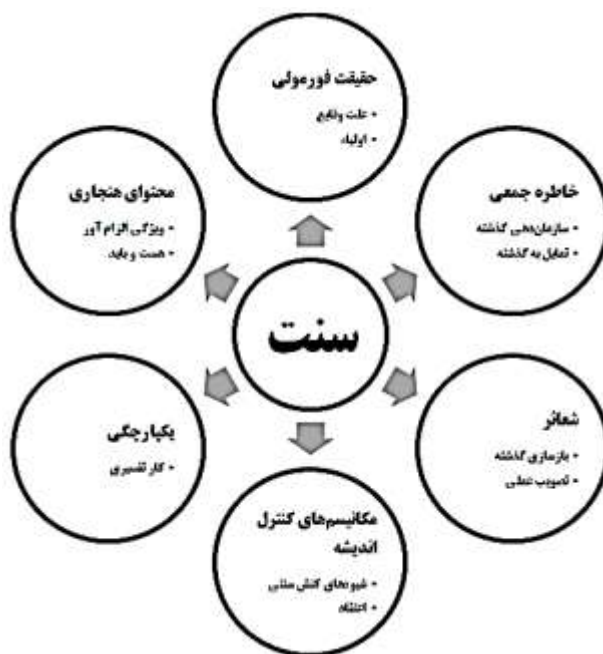 حقیقت فورمولی
• علت وقایع
• اولیاء
خاطره جمعی
• سازمان‌دهی گذشته
• تمایل به گذشته
محتوای هنجاری
• ویژگی الزام آور
• هست و باید
سنت
شعائر
• بازسازی گذشته
• تصویب عملی
یکپارچگی
• کار تفسیری
مکانیسم‌های کنترل
اندیشه
• شیوه‌های کنش سنتی
• اعتقاد